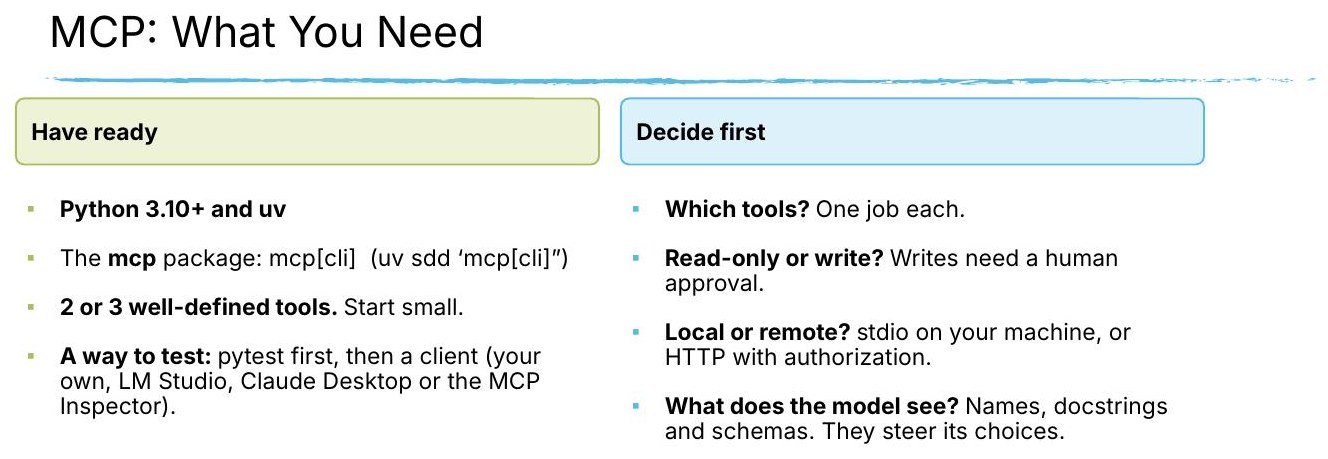 MCP: What You Need
Have ready
Python 3.10+ and uv
The mcp package: mcp[cli]  (uv sdd ‘mcp[cli]”)
2 or 3 well-defined tools. Start small.
A way to test: pytest first, then a client (your
own, LM Studio, Claude Desktop or the MCP
Inspector).
Decide first
Which tools? One job each.
Read-only or write? Writes need a human
approval.
Local or remote? stdio on your machine, or
HTTP with authorization.
What does the model see? Names, docstrings
and schemas. They steer its choices.